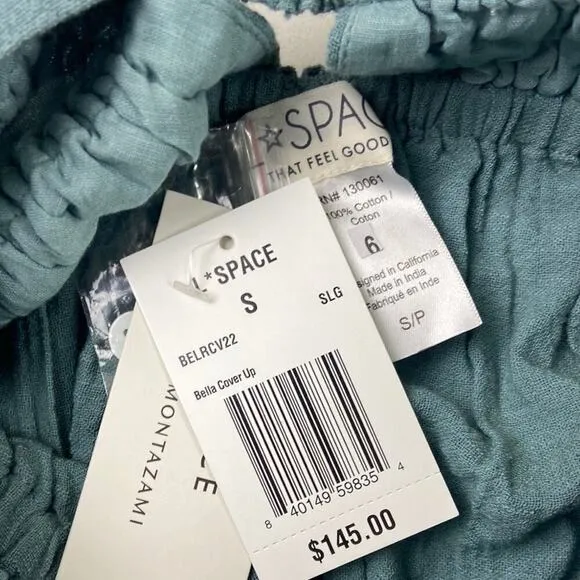 L☆SPAC
THAT FEEL GOOD
RN# 130061
100% Cotton /
Coton
6
signed in California
Made in India
Fabriqué en Inde
S/P
L*SPACE
S
SLG
BELRCV22
Bella Cover Up
8 40149 59835 4
$145.00
CE
MONTAZAMI